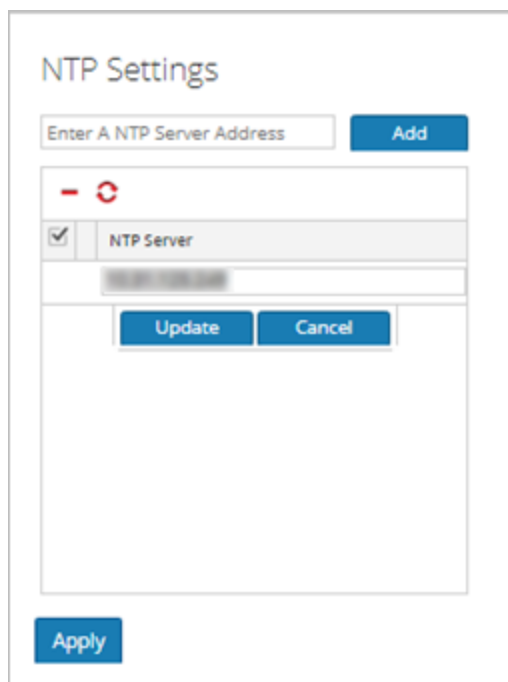 NTP Settings
Enter A NTP Server Address
Add
NTP Server
Update
Cancel
Apply